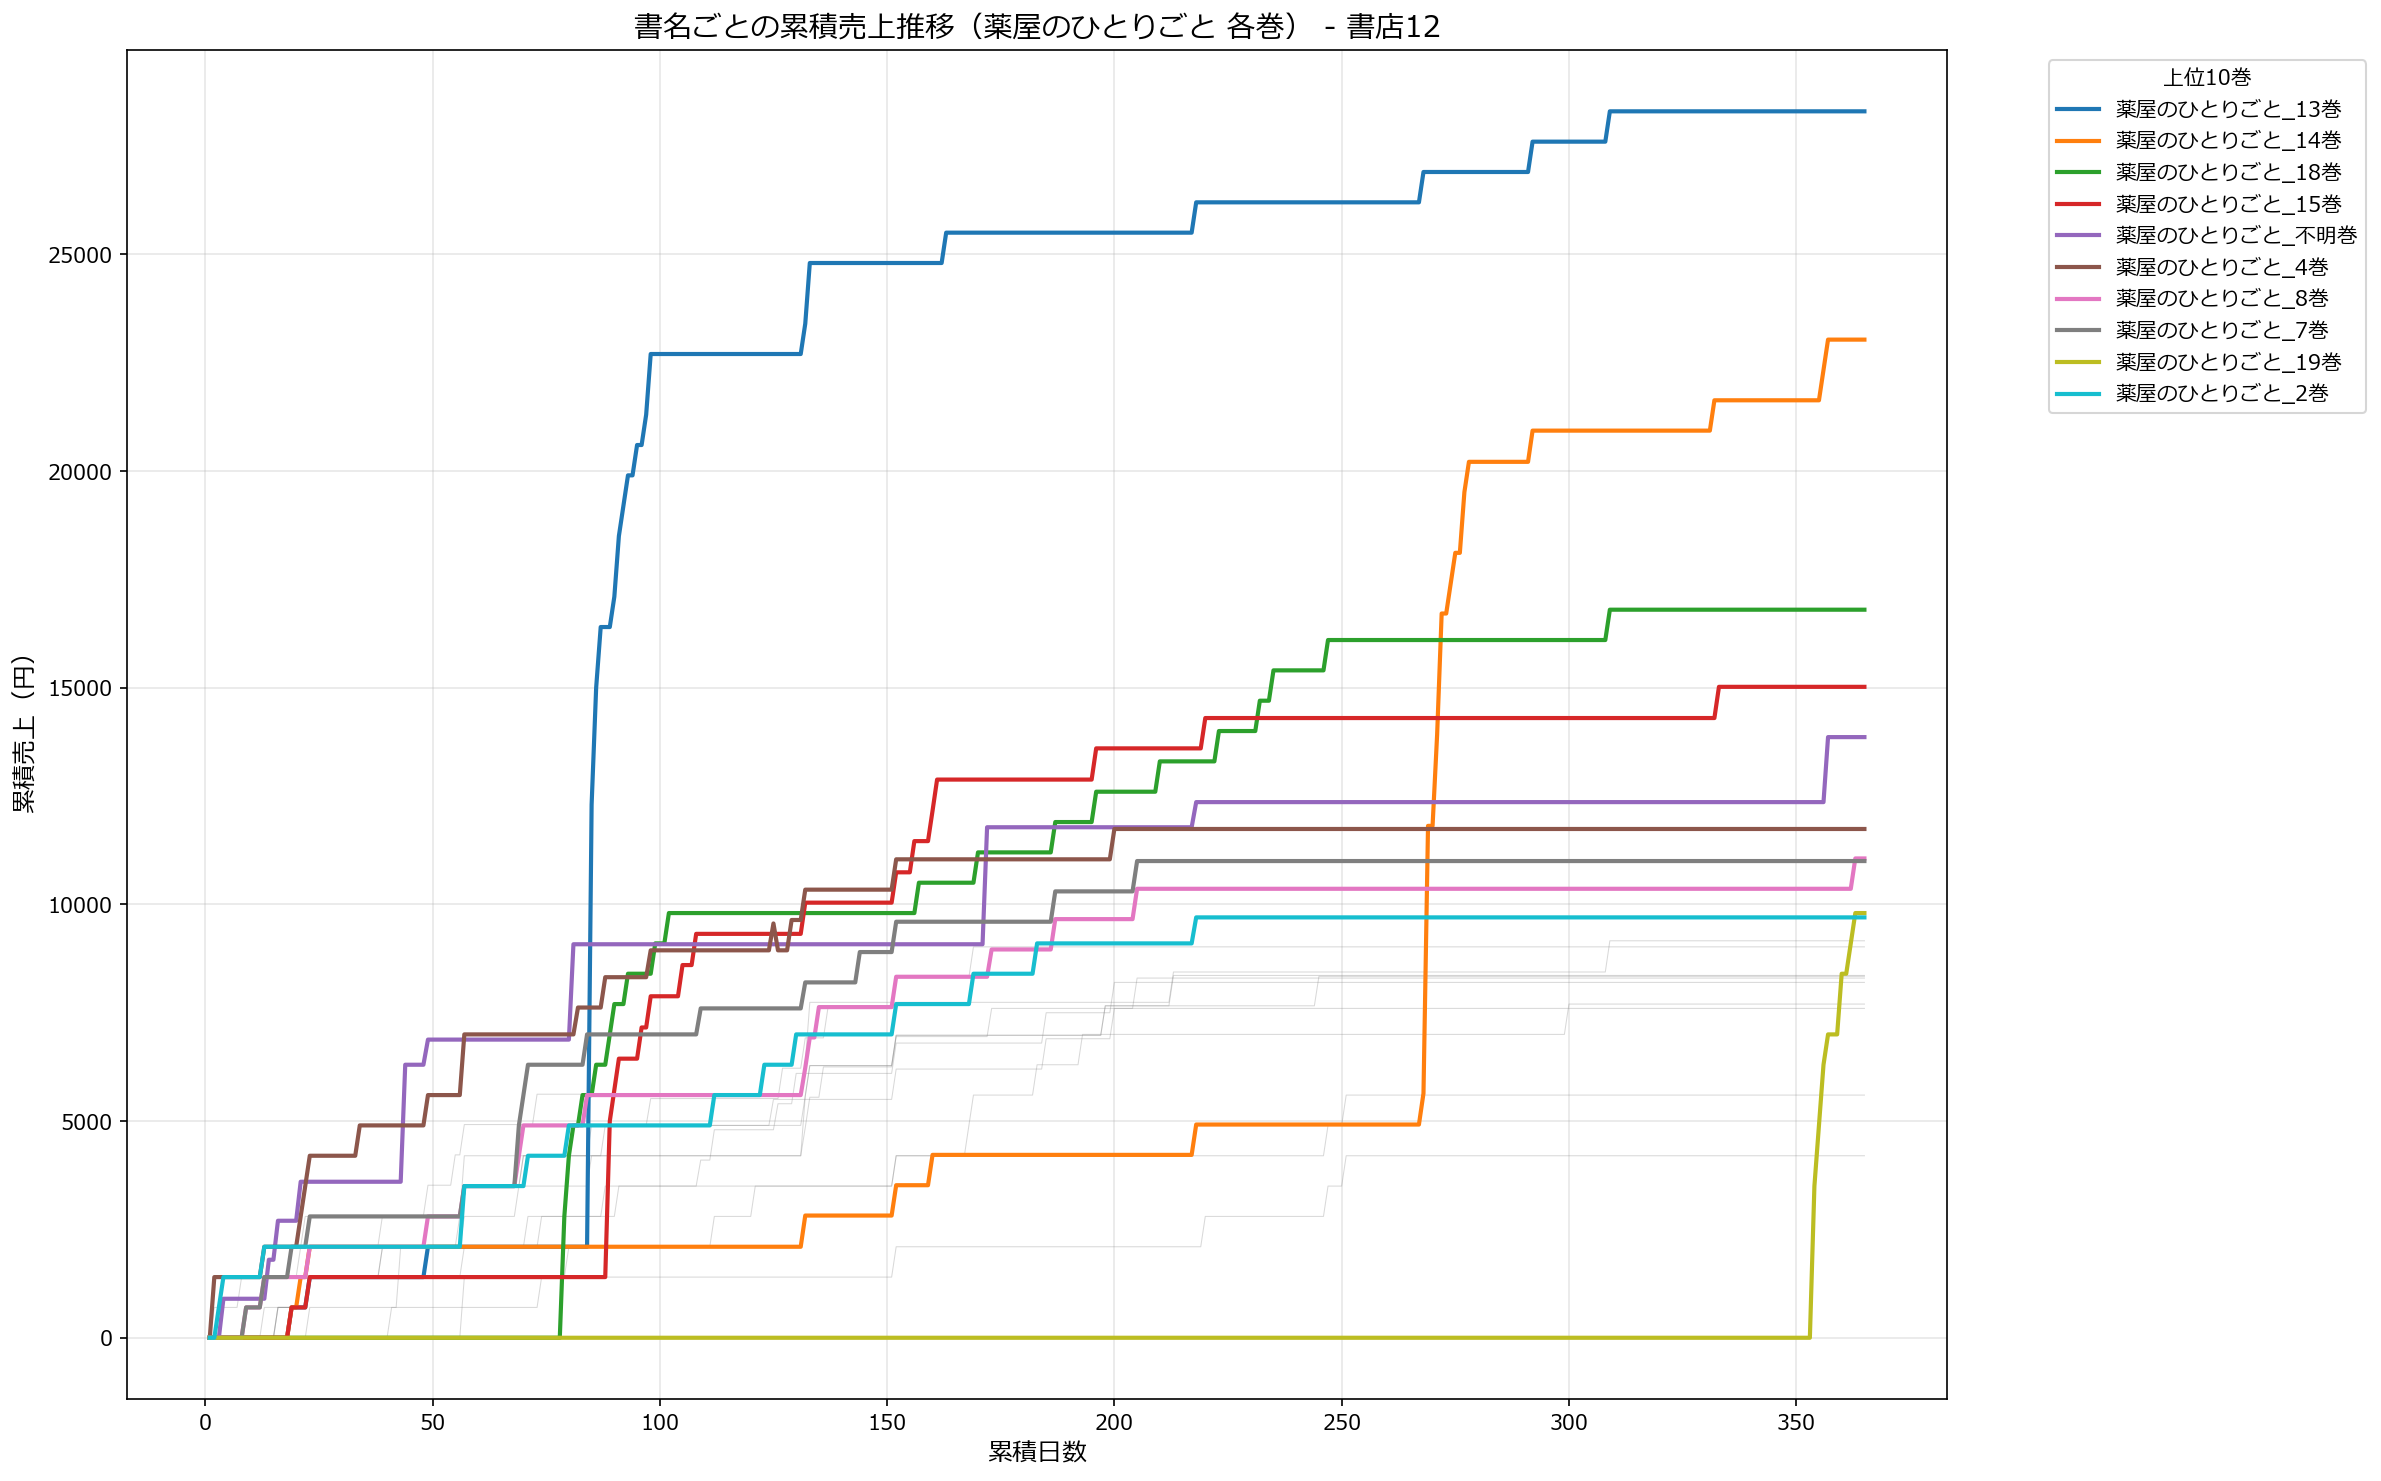 書名ごとの累積売上推移（薬屋のひとりごと 各巻） - 書店12
上位10巻
薬屋のひとりごと_13巻
薬屋のひとりごと_14巻
薬屋のひとりごと_18巻
薬屋のひとりごと_15巻
薬屋のひとりごと_不明巻
薬屋のひとりごと_4巻
薬屋のひとりごと_8巻
薬屋のひとりごと_7巻
薬屋のひとりごと_19巻
薬屋のひとりごと_2巻
累積売上（円）
25000
20000
15000
10000
5000
0
0 50 100 150 200 250 300 350
累積日数